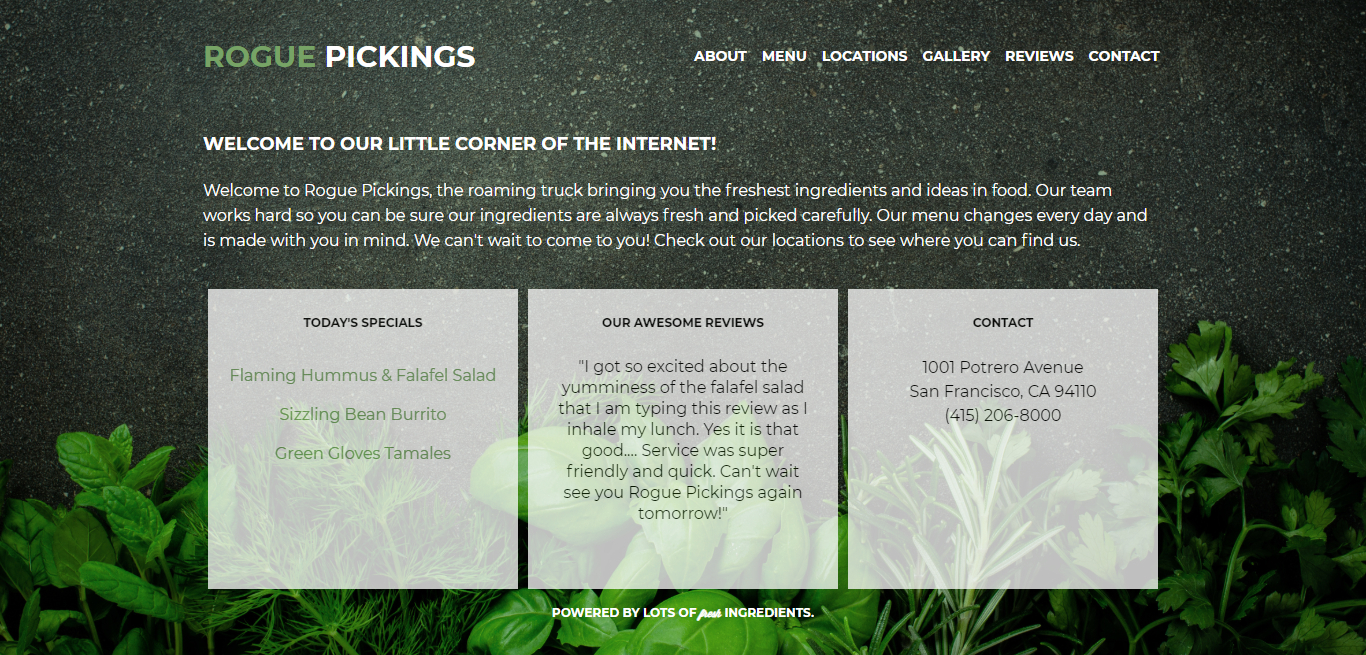 ROGUE PICKINGS
ABOUT MENU LOCATIONS GALLERY REVIEWS CONTACT
WELCOME TO OUR LITTLE CORNER OF THE INTERNET!
Welcome to Rogue Pickings, the roaming truck bringing you the freshest ingredients and ideas in food. Our team
works hard so you can be sure our ingredients are always fresh and picked carefully. Our menu changes every day and
is made with you in mind. We can't wait to come to you! Check out our locations to see where you can find us.
TODAY'S SPECIALS
Flaming Hummus & Falafel Salad
Sizzling Bean Burrito
Green Gloves Tamales
OUR AWESOME REVIEWS
"I got so excited about the
yumminess of the falafel salad
that I am typing this review as I
inhale my lunch. Yes it is that
good.... Service was super
friendly and quick. Can't wait
see you Rogue Pickings again
tomorrow!"
CONTACT
1001 Potrero Avenue
San Francisco, CA 94110
(415) 206-8000
POWERED BY LOTS OF fresh INGREDIENTS.